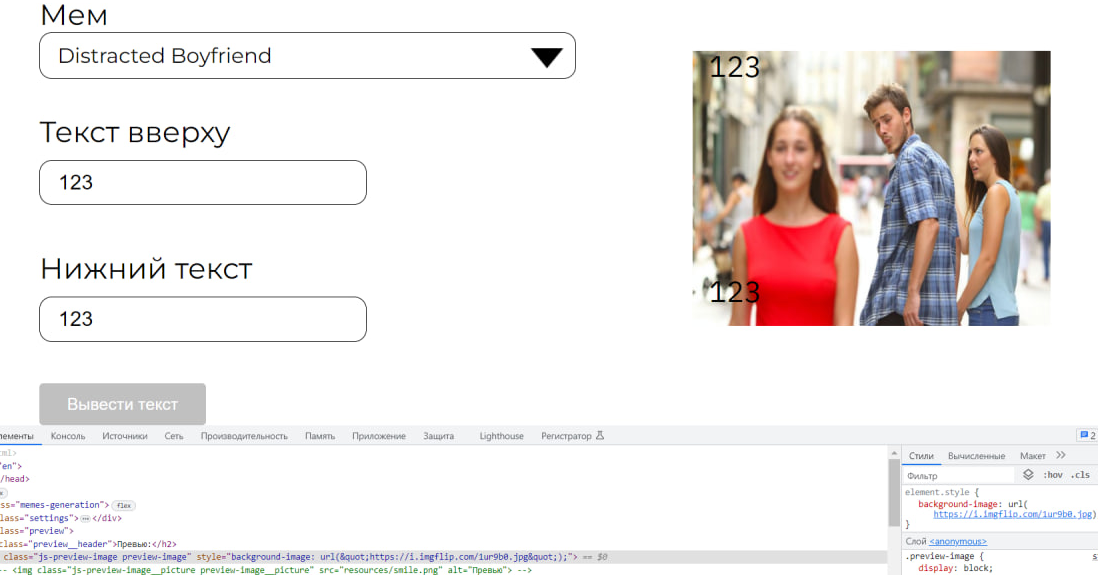 Мем
Distracted Boyfriend
Текст вверху
123
Нижний текст
123
Вывести текст
123
123
лементы Консоль Источники Сеть Производительность Память Приложение Защита Lighthouse Регистратор 2
ml>
"en">
/head>
ss="memes-generation"> flex
lass="settings"> ⋯ </div>
lass="preview">
class="preview__header">Превью:</h2>
class="js-preview-image preview-image" style="background-image: url(&quot;https://i.imgflip.com/1ur9b0.jpg&quot;);"> == $0
-- <img class="js-preview-image__picture preview-image__picture" src="resources/smile.png" alt="Превью"> -->
Стили Вычисленные Макет
Фильтр :hov .cls
element.style {
background-image: url(
https://i.imgflip.com/1ur9b0.jpg)
}
Слой <anonymous>
.preview-image { s
display: block;